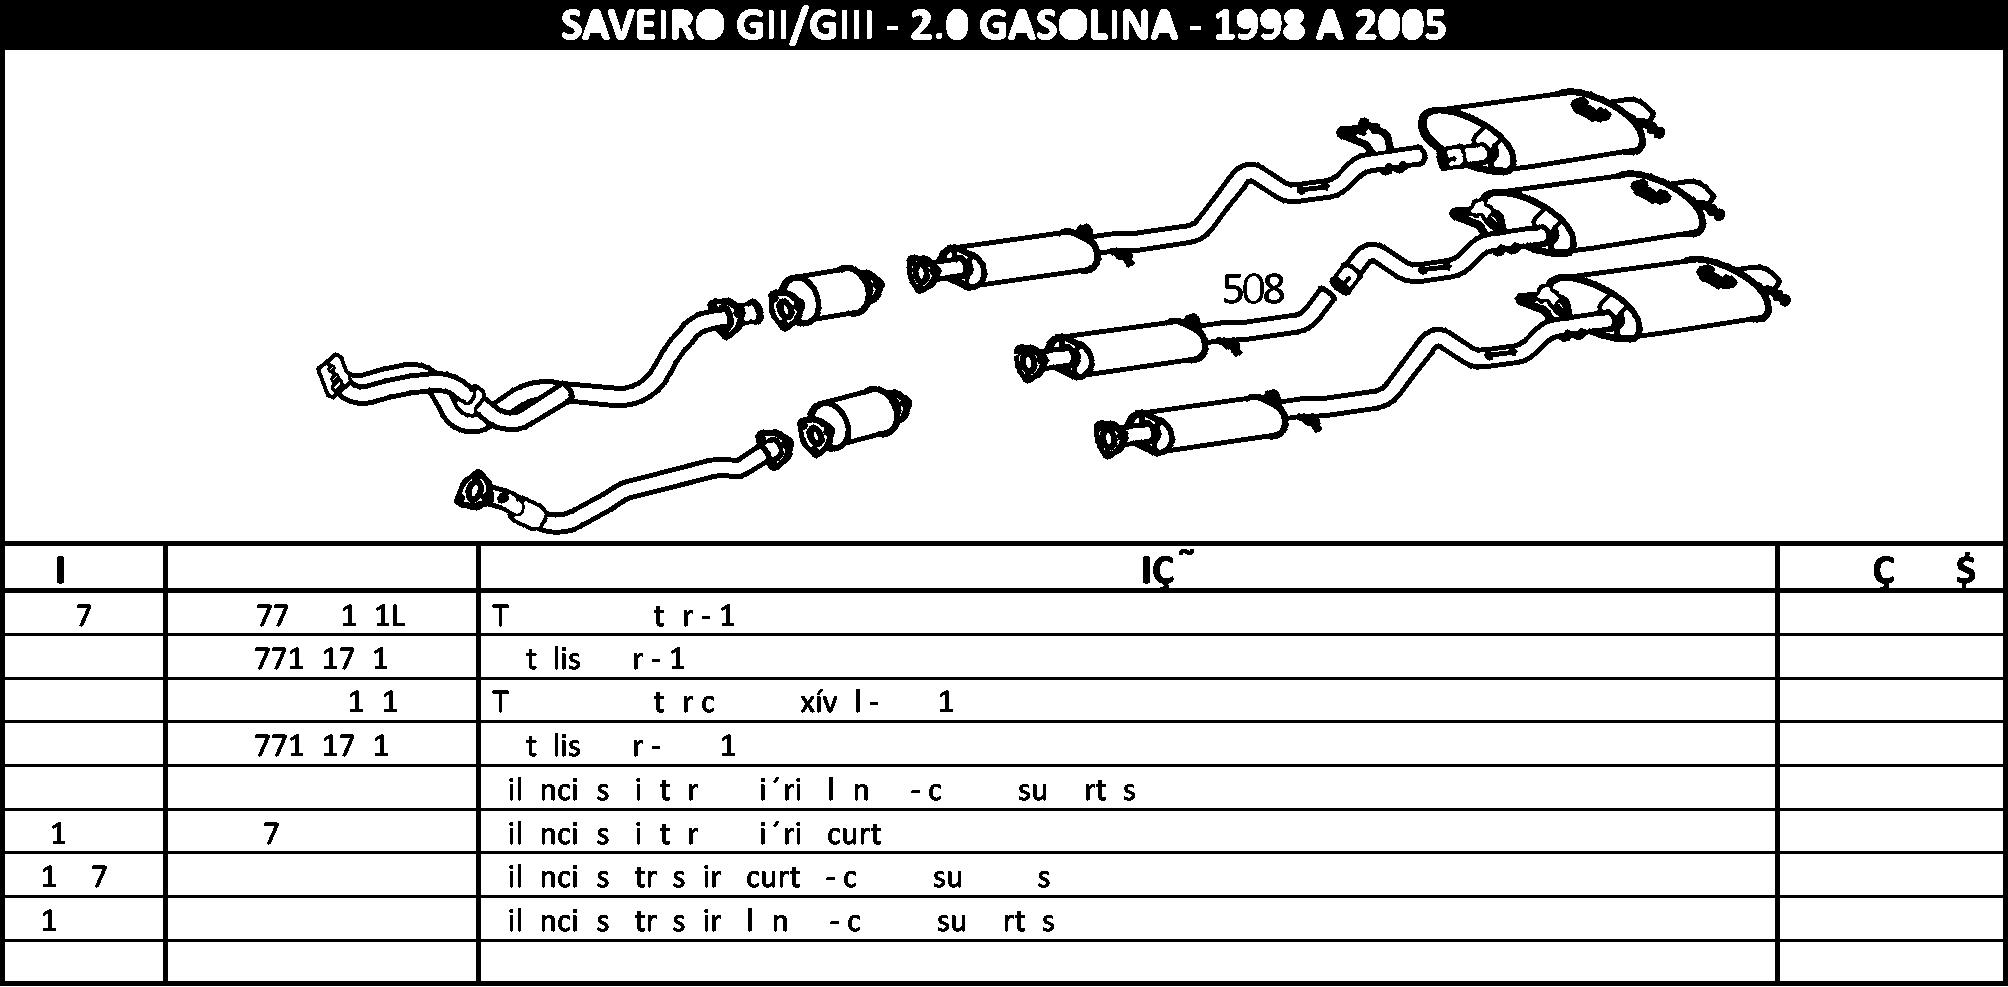 SAVEIRO GII/GIII - 2.0 GASOLINA - 1998 A 2005
508
I IÇ˜ Ç $
7 77 1 1L T t r - 1
771 17 1 t lis r - 1
1 1 T t r c xív l - 1
771 17 1 t lis r - 1
il nci s i t r i´ri l n - c su rt s
1 7 il nci s i t r i´ri curt
1 7 il nci s tr s ir curt - c su s
1 il nci s tr s ir l n - c su rt s